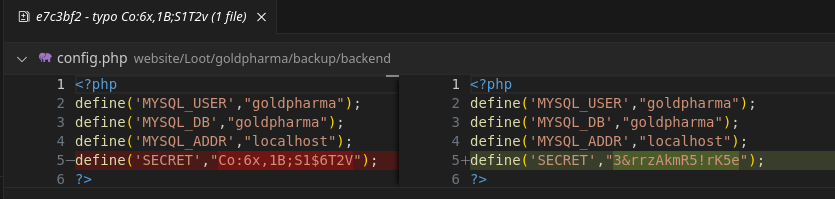 e7c3bf2 - typo Co:6x,1B;S1T2v (1 file)
config.php website/Loot/goldpharma/backup/backend
1 <?php
2 define('MYSQL_USER',"goldpharma");
3 define('MYSQL_DB',"goldpharma");
4 define('MYSQL_ADDR',"localhost");
5 define('SECRET',"Co:6x,1B;S1$6T2V");
6 ?>
1 <?php
2 define('MYSQL_USER',"goldpharma");
3 define('MYSQL_DB',"goldpharma");
4 define('MYSQL_ADDR',"localhost");
5+ define('SECRET',"3&rrzAkmR5!rK5e");
6 ?>